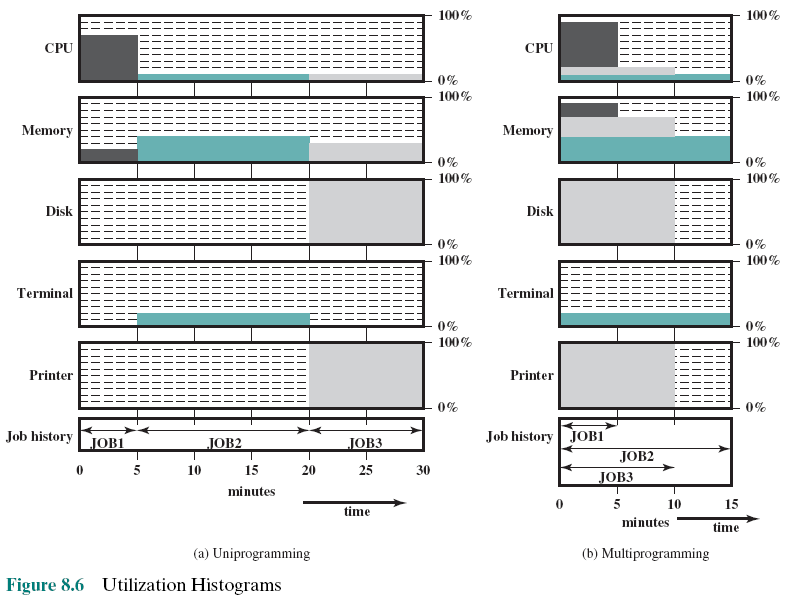 100%
CPU
0%
100%
Memory
0%
100%
Disk
0%
100%
Terminal
0%
100%
Printer
0%
Job history
JOB1 JOB2 JOB3
0 5 10 15 20 25 30
minutes
time
(a) Uniprogramming
100%
CPU
0%
100%
Memory
0%
100%
Disk
0%
100%
Terminal
0%
100%
Printer
0%
Job history
JOB1
JOB2
JOB3
0 5 10 15
minutes
time
(b) Multiprogramming
Figure 8.6 Utilization Histograms